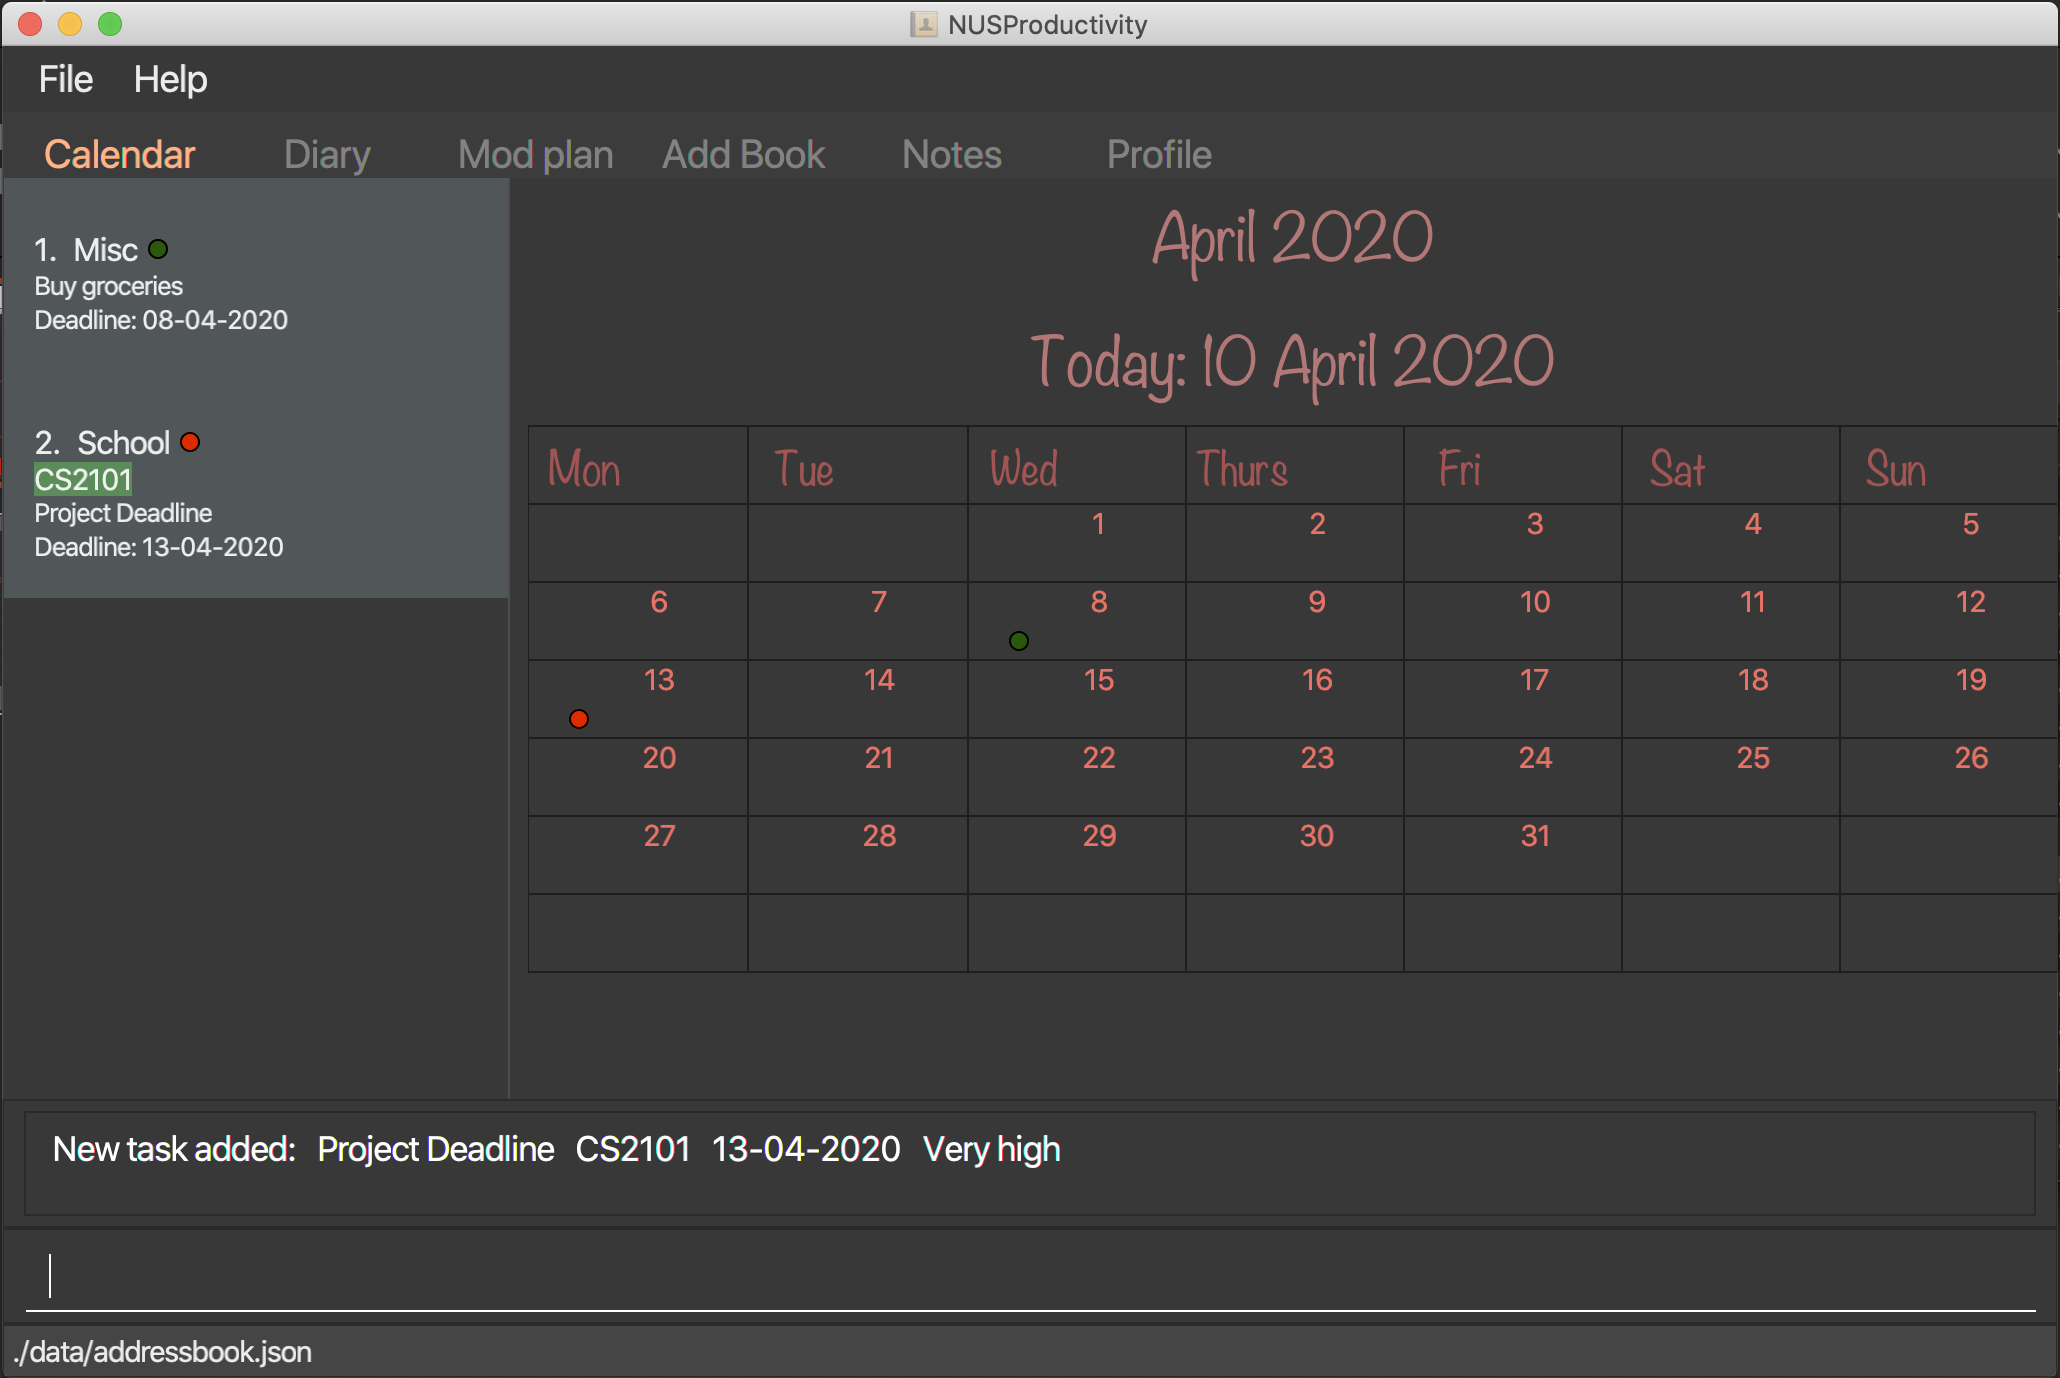 NUSProductivity
File Help
Calendar Diary Mod plan Add Book Notes Profile
1. Misc
Buy groceries
Deadline: 08-04-2020
2. School
CS2101
Project Deadline
Deadline: 13-04-2020
April 2020
Today: 10 April 2020
Mon Tue Wed Thurs Fri Sat Sun
1 2 3 4 5
6 7 8 9 10 11 12
13 14 15 16 17 18 19
20 21 22 23 24 25 26
27 28 29 30 31
New task added: Project Deadline CS2101 13-04-2020 Very high
./data/addressbook.json